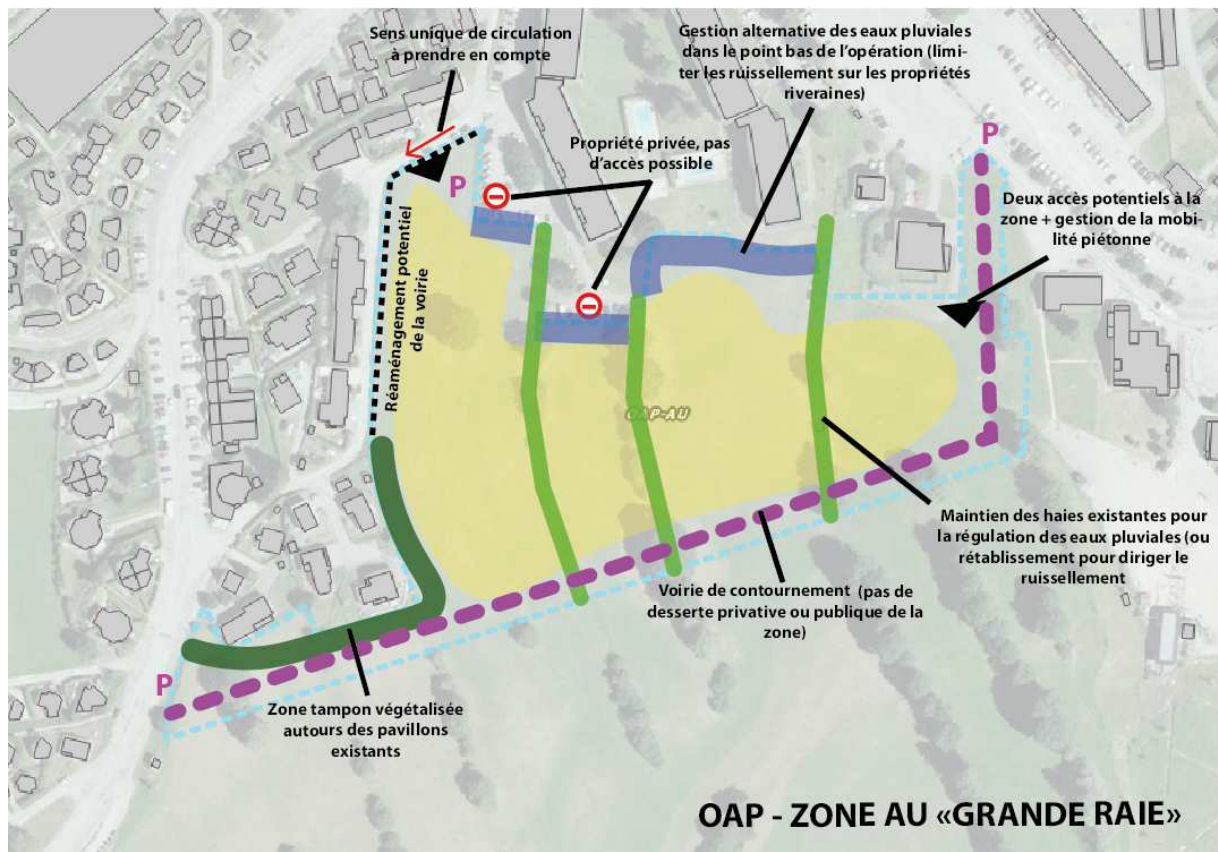 Sens unique de circulation
à prendre en compte
Gestion alternative des eaux pluviales
dans le point bas de l'opération (limi-
ter les ruissellement sur les propriétés
riveraines)
Propriété privée, pas
d'accès possible
P
P
Deux accès potentiels à la
zone + gestion de la mobi-
lité piétonne
Réaménagement potentiel
de la voirie
OAP-AU
Maintien des haies existantes pour
la régulation des eaux pluviales (ou
rétablissement pour diriger le
ruissellement
Voirie de contournement (pas de
desserte privative ou publique de la
zone)
P
Zone tampon végétalisée
autours des pavillons
existants
OAP - ZONE AU «GRANDE RAIE»